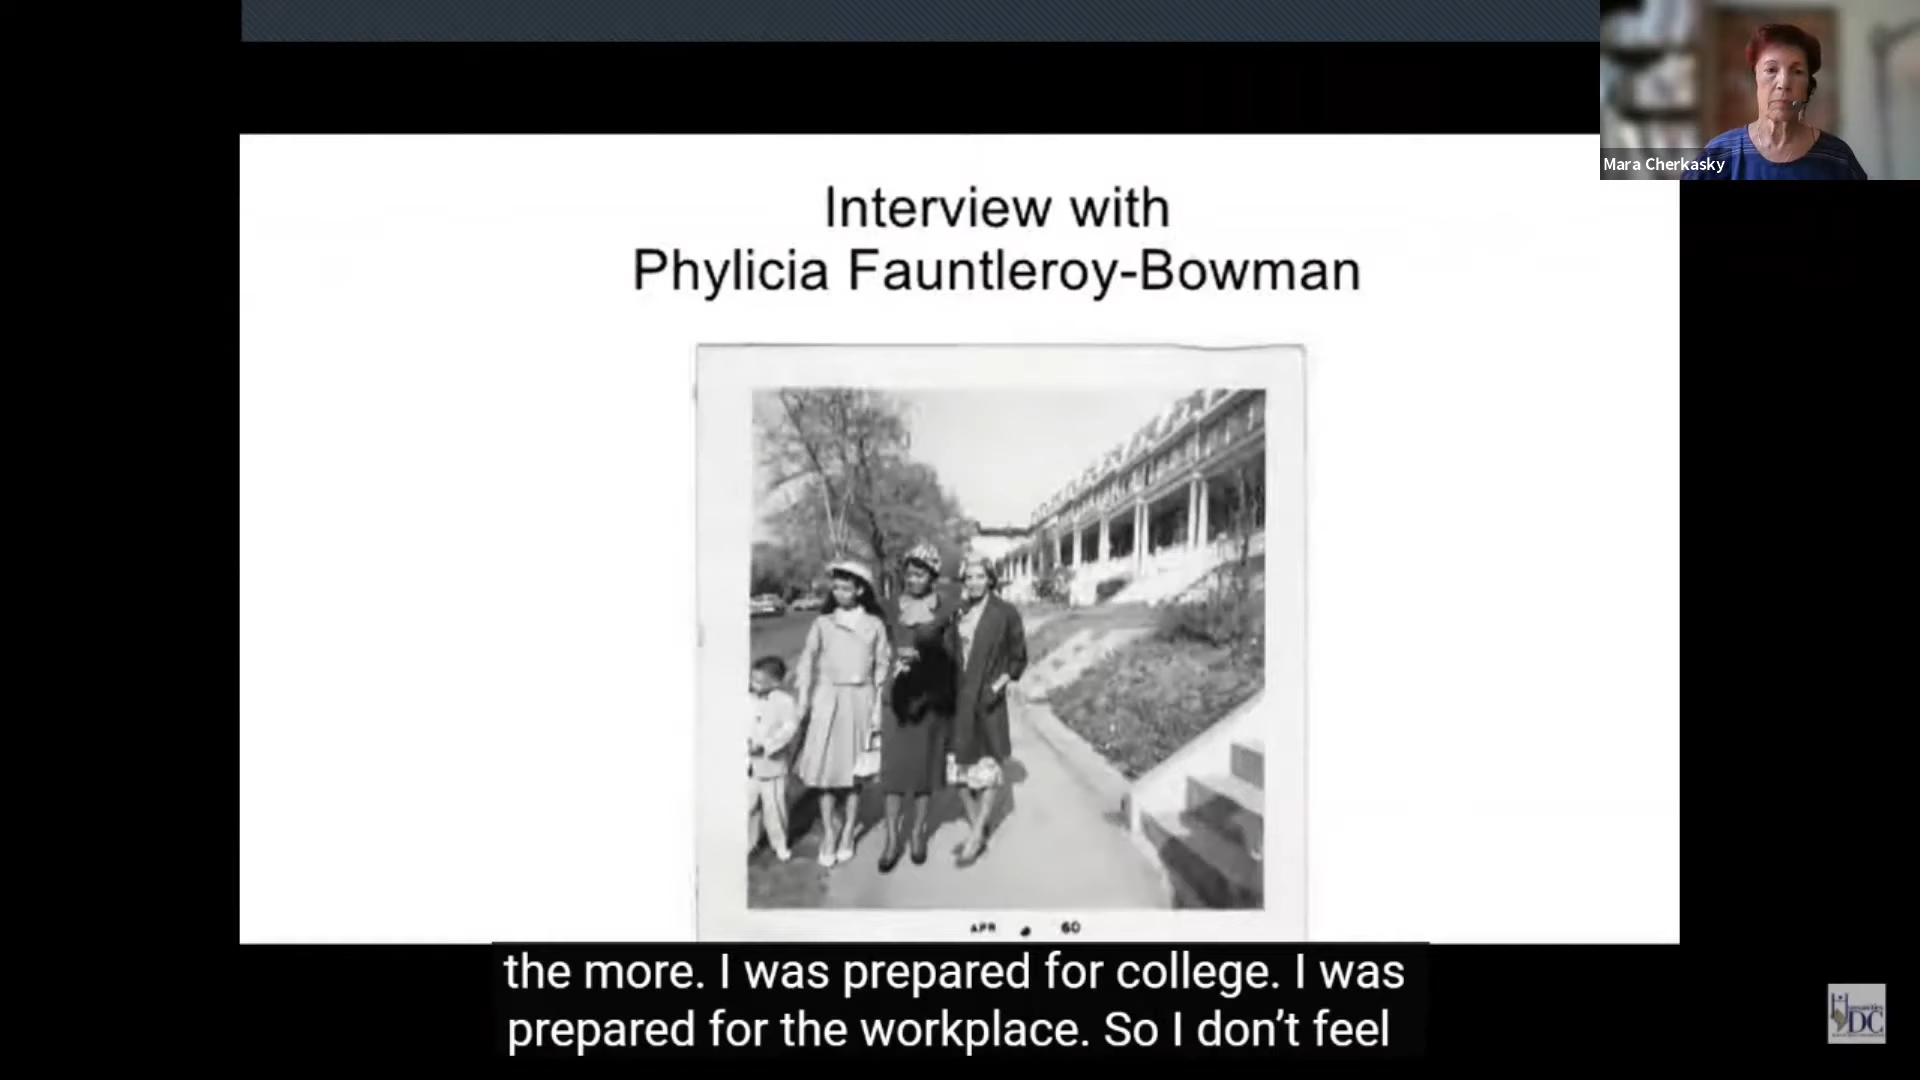 Mara Cherkasky
Interview with
Phylicia Fauntleroy-Bowman
APR 60
the more. I was prepared for college. I was
prepared for the workplace. So I don't feel
DC